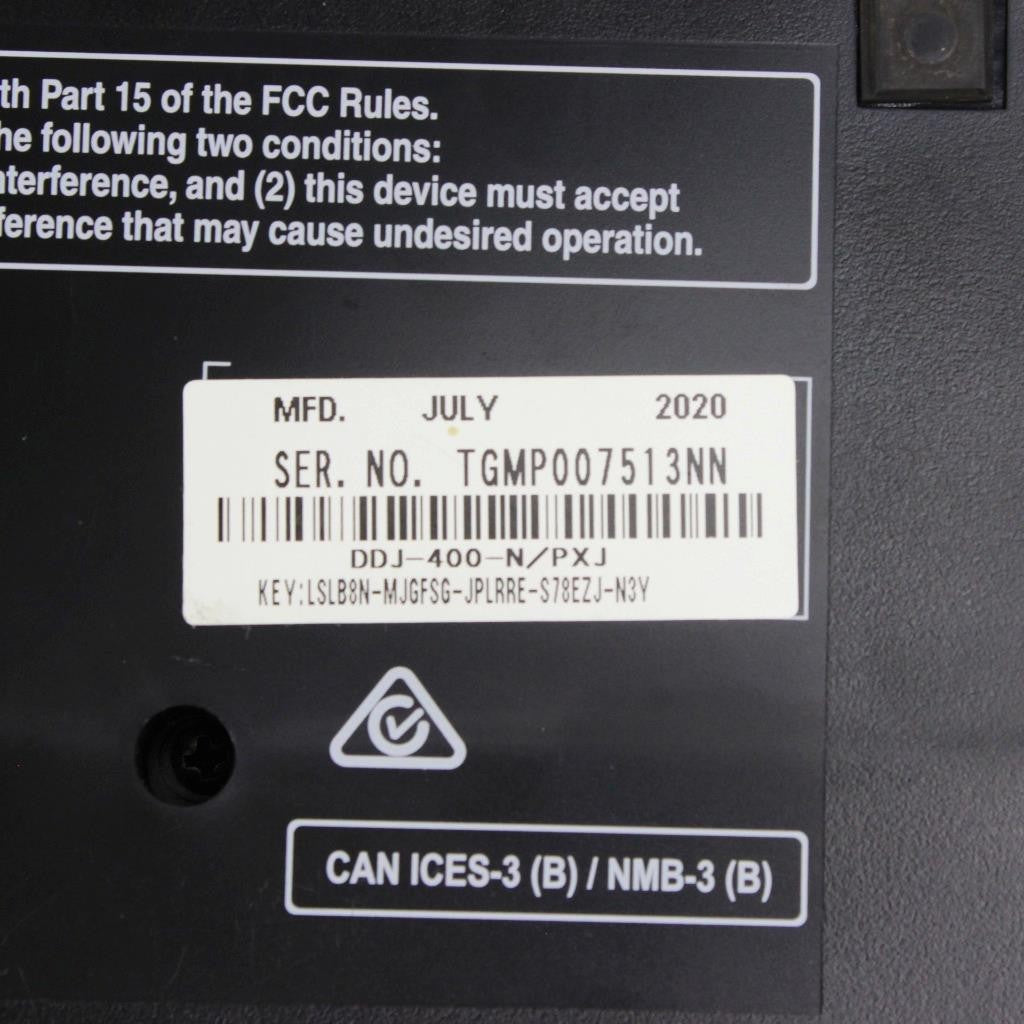 th Part 15 of the FCC Rules.
he following two conditions:
nterference, and (2) this device must accept
ference that may cause undesired operation.
MFD. JULY 2020
SER. NO. TGMP007513NN
DDJ-400-N/PXJ
KEY:LSLB8N-MJGFSG-JPLRRE-S78EZJ-N3Y
CAN ICES-3 (B) / NMB-3 (B)